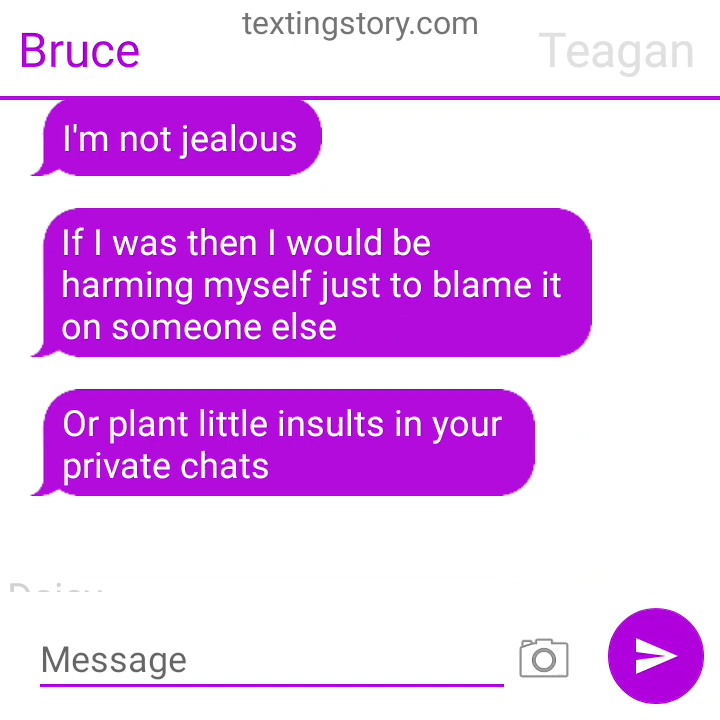 textingstory.com
Bruce
Teagan
I'm not jealous
If I was then I would be
harming myself just to blame it
on someone else
Or plant little insults in your
private chats
Message